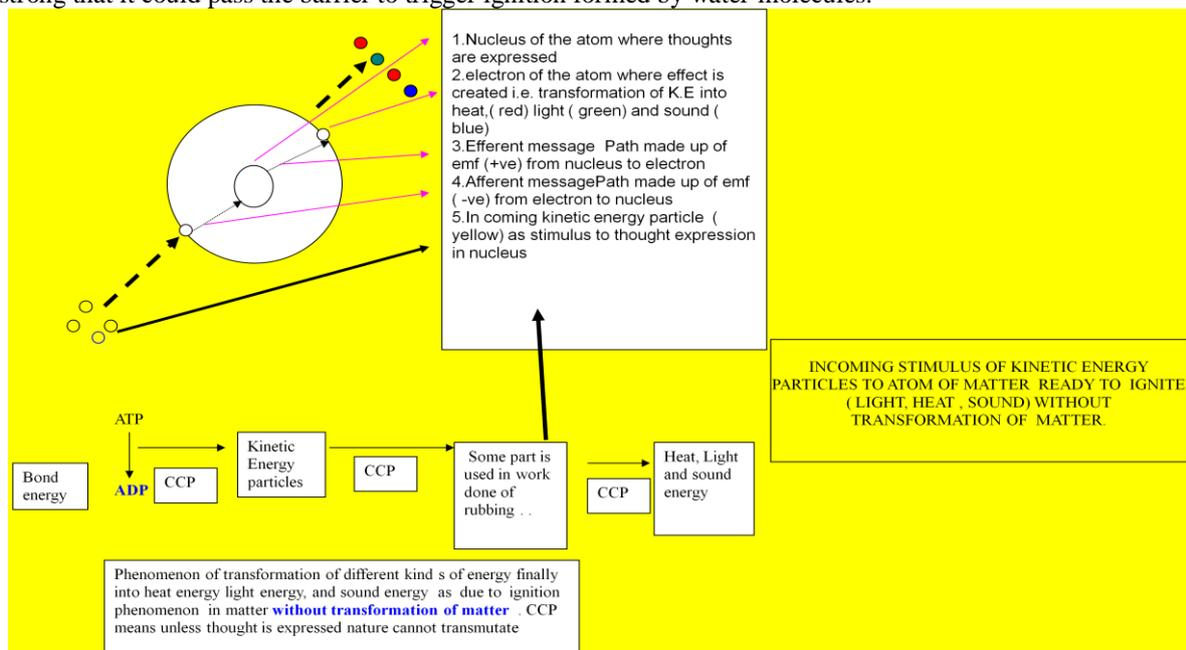 strong that it could pass the barrier to trigger ignition formed by water molecules.
1.Nucleus of the atom where thoughts
are expressed
2.electron of the atom where effect is
created i.e. transformation of K.E into
heat,( red) light ( green) and sound (
blue)
3.Efferent message Path made up of
emf (+ve) from nucleus to electron
4.Afferent messagePath made up of emf
( -ve) from electron to nucleus
5.In coming kinetic energy particle (
yellow) as stimulus to thought expression
in nucleus
INCOMING STIMULUS OF KINETIC ENERGY
PARTICLES TO ATOM OF MATTER READY TO IGNITE
( LIGHT, HEAT , SOUND) WITHOUT
TRANSFORMATION OF MATTER.
Bond
energy
ATP
ADP
CCP
Kinetic
Energy
particles
CCP
Some part is
used in work
done of
rubbing . .
CCP
Heat, Light
and sound
energy
Phenomenon of transformation of different kind s of energy finally
into heat energy light energy, and sound energy as due to ignition
phenomenon in matter without transformation of matter . CCP
means unless thought is expressed nature cannot transmutate